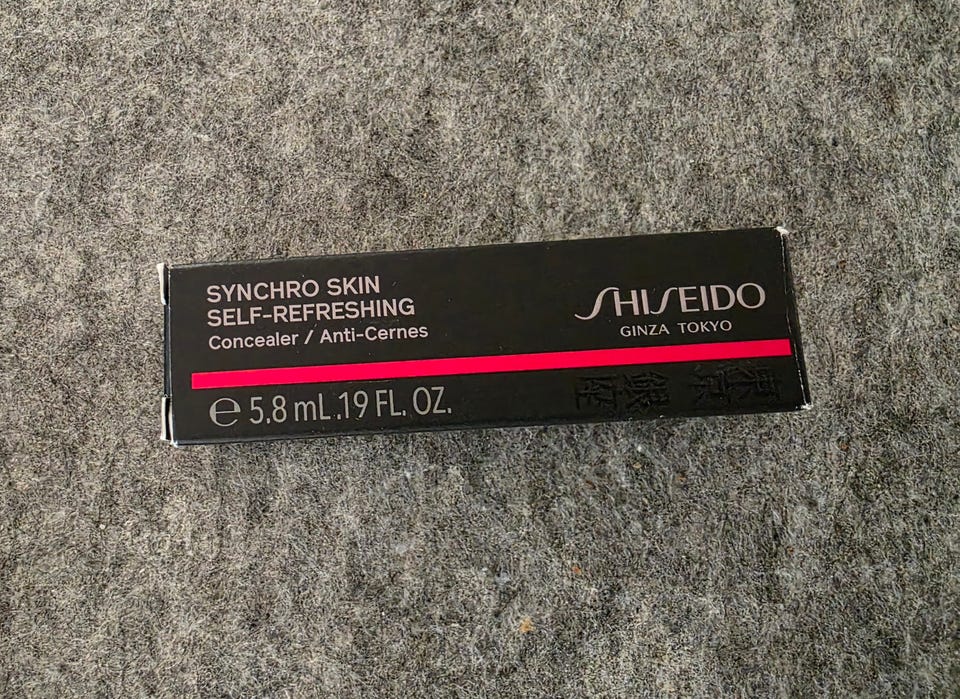 SYNCHRO SKIN
SELF-REFRESHING
Concealer / Anti-Cernes
SHISEIDO
GINZA TOKYO
℮ 5,8 mL .19 FL. OZ.